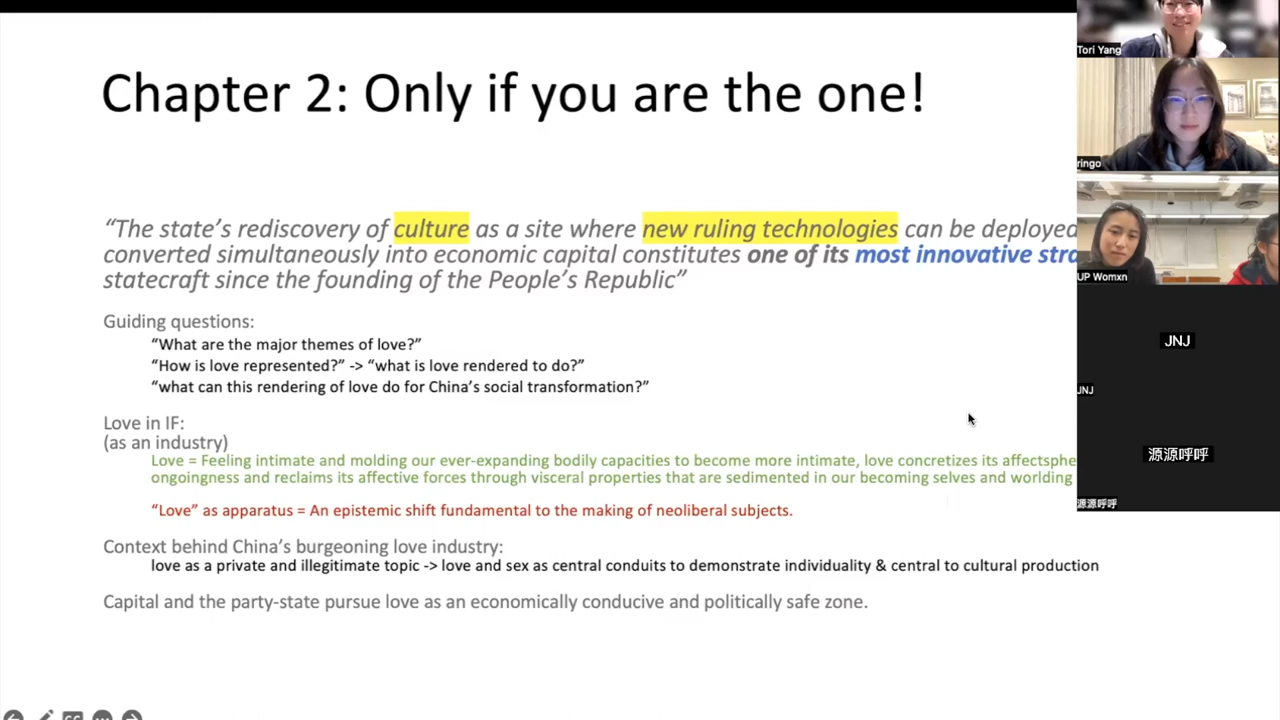 Chapter 2: Only if you are the one!
“The state’s rediscovery of culture as a site where new ruling technologies can be deployed
converted simultaneously into economic capital constitutes one of its most innovative
statecraft since the founding of the People’s Republic”
Guiding questions:
“What are the major themes of love?”
“How is love represented?” -> “what is love rendered to do?”
“what can this rendering of love do for China’s social transformation?”
Love in IF:
(as an industry)
Love = Feeling intimate and molding our ever-expanding bodily capacities to become more intimate, love concretizes its
ongoingness and reclaims its affective forces through visceral properties that are sedimented in our becoming selves and worlding
“Love” as apparatus = An epistemic shift fundamental to the making of neoliberal subjects.
Context behind China’s burgeoning love industry:
love as a private and illegitimate topic -> love and sex as central conduits to demonstrate individuality & central to cultural production
Capital and the party-state pursue love as an economically conducive and politically safe zone.
Tori Yang
ringo
UP Womxn
JNJ
JNJ
源源呼呼
源源呼呼